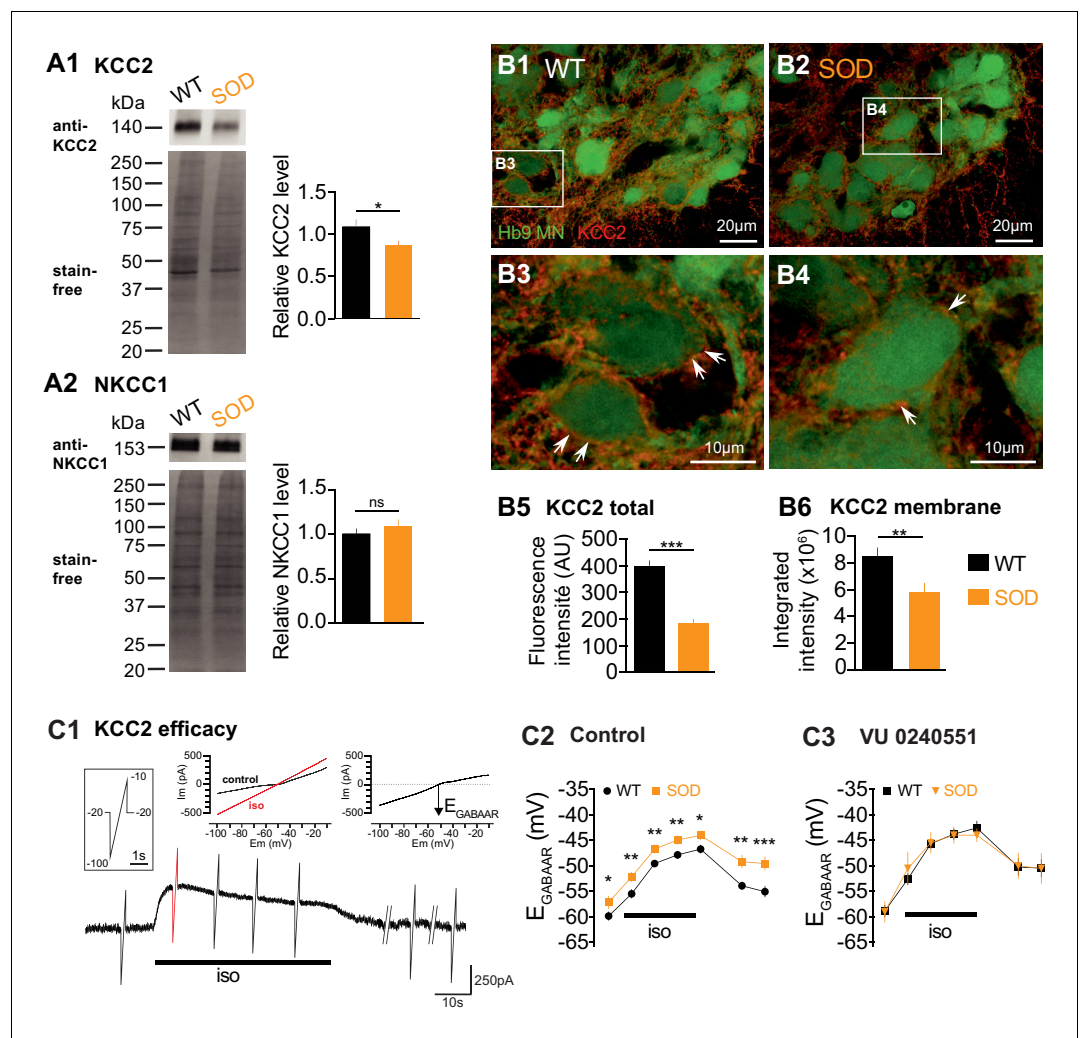 A1 KCC2
WT SOD
kDa
anti-
KCC2
140
250
150
100
75
50
37
25
20
stain-
free
Relative KCC2 level
1.5
1.0
0.5
0.0
*
A2 NKCC1
WT SOD
kDa
anti-
NKCC1
153
250
150
100
75
50
37
25
20
stain-
free
Relative NKCC1 level
1.5
1.0
0.5
0.0
ns
B1 WT
B3
Hb9 MN KCC2
20µm
B2 SOD
B4
20µm
B3
10µm
B4
10µm
B5 KCC2 total
Fluorescence
intensité (AU)
500
400
300
200
100
0
***
B6 KCC2 membrane
Integrated
intensity (x10⁶)
10
8
6
4
2
0
**
WT
SOD
C1 KCC2 efficacy
-10
-20
-20
-100
1s
Im (pA)
500
0
-500
control
iso
-100 -80 -60 -40 -20
Em (mV)
Im (pA)
500
0
-500
E GABAAR
-100 -80 -60 -40 -20
Em (mV)
iso
250pA
10s
C2 Control
WT SOD
E GABAAR (mV)
-35
-40
-45
-50
-55
-60
-65
* ** ** ** * ** ***
iso
C3 VU 0240551
WT SOD
E GABAAR (mV)
-35
-40
-45
-50
-55
-60
-65
iso